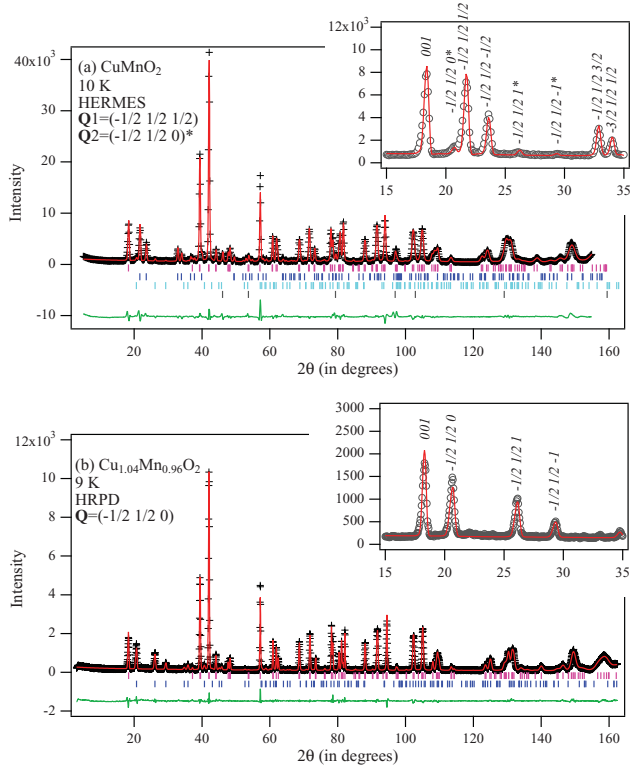 (a) CuMnO2
10 K
HERMES
Q1=(-1/2 1/2 1/2)
Q2=(-1/2 1/2 0)*
40x10³
30
20
10
0
-10
Intensity
20
40
60
80
100
120
140
160
2θ (in degrees)
12x10³
10
8
6
4
2
0
15
20
25
30
35
001
-1/2 1/2 0*
-1/2 1/2 1/2
-1/2 1/2 -1/2
-1/2 1/2 1*
-1/2 1/2 -1*
-1/2 1/2 3/2
-3/2 1/2 1/2
(b) Cu1.04Mn0.96O2
9 K
HRPD
Q=(-1/2 1/2 0)
12x10³
10
8
6
4
2
0
-2
Intensity
20
40
60
80
100
120
140
160
2θ (in degrees)
3000
2500
2000
1500
1000
500
0
15
20
25
30
35
001
-1/2 1/2 0
-1/2 1/2 1
-1/2 1/2 -1